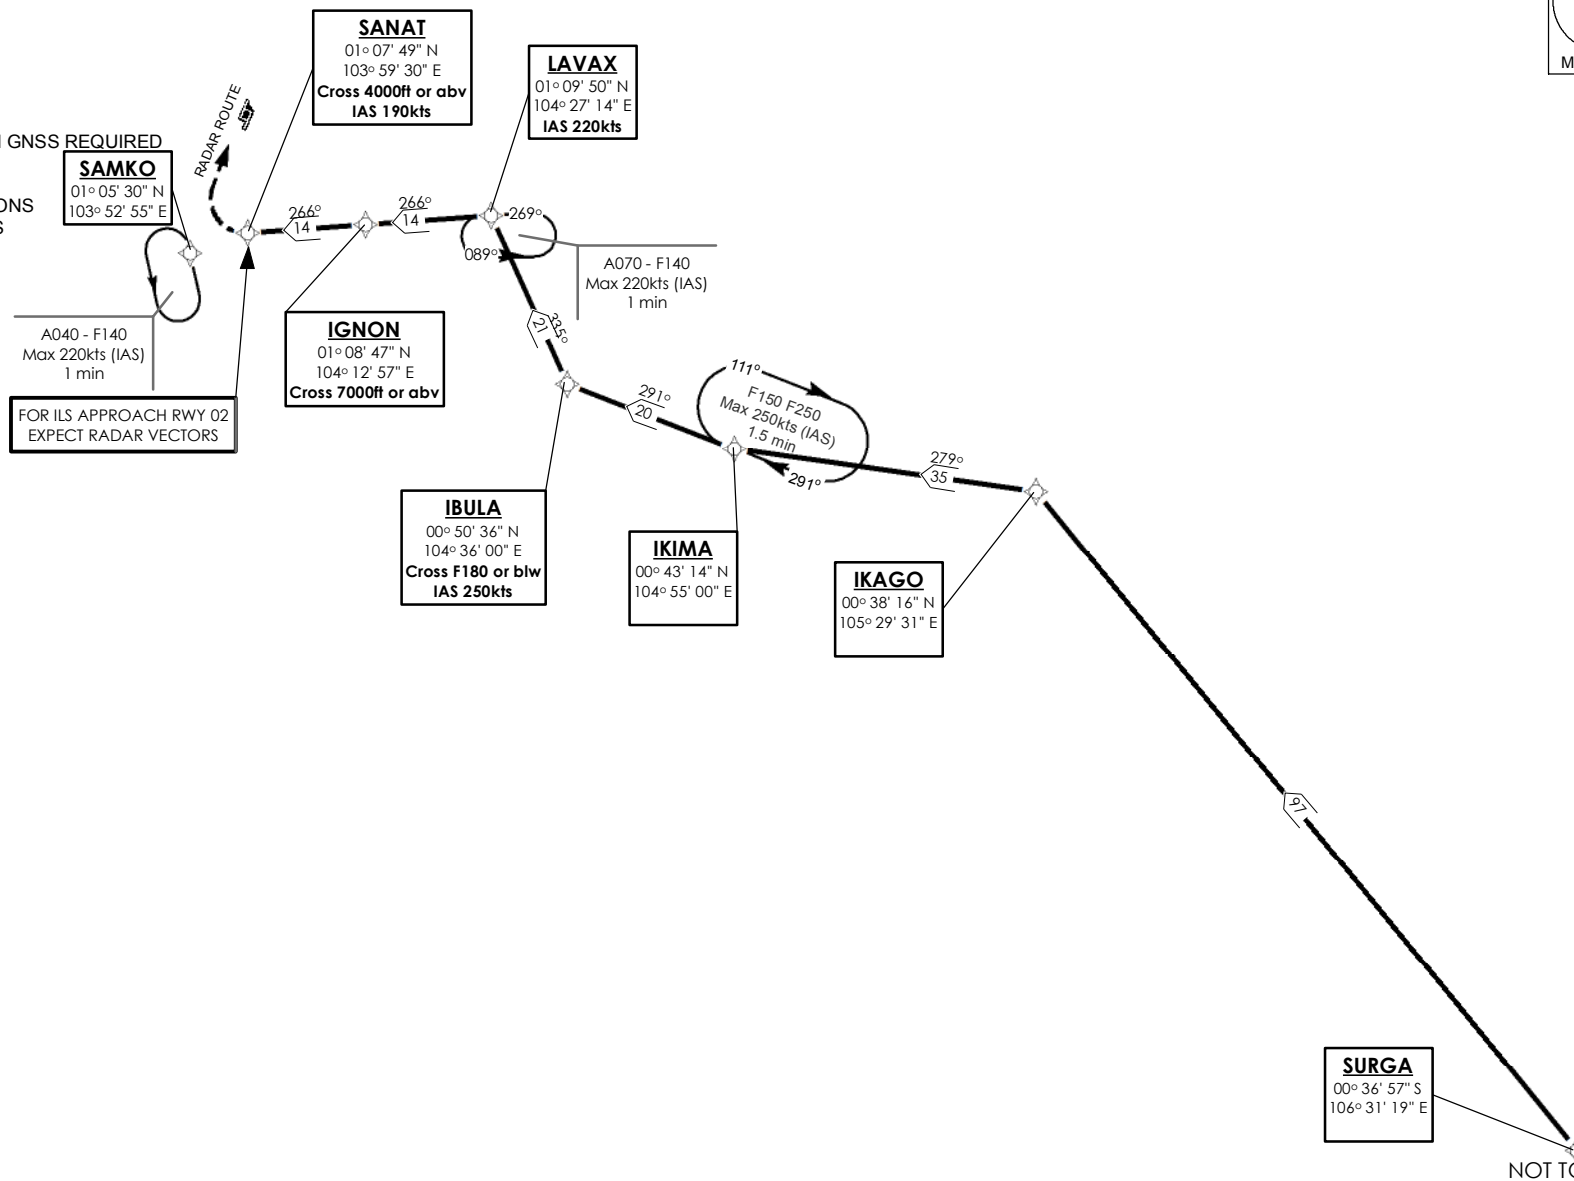 SANAT
01° 07' 49" N
103° 59' 30" E
Cross 4000ft or abv
IAS 190kts
LAVAX
01° 09' 50" N
104° 27' 14" E
IAS 220kts
M
RADAR ROUTE
GNSS REQUIRED
SAMKO
01° 05' 30" N
103° 52' 55" E
ONS
S
266°
14
266°
14
269°
089°
A070 - F140
Max 220kts (IAS)
1 min
A040 - F140
Max 220kts (IAS)
1 min
IGNON
01° 08' 47" N
104° 12' 57" E
Cross 7000ft or abv
335°
21
FOR ILS APPROACH RWY 02
EXPECT RADAR VECTORS
291°
20
111°
F150 F250
Max 250kts (IAS)
1.5 min
291°
279°
35
IBULA
00° 50' 36" N
104° 36' 00" E
Cross F180 or blw
IAS 250kts
IKIMA
00° 43' 14" N
104° 55' 00" E
IKAGO
00° 38' 16" N
105° 29' 31" E
97
SURGA
00° 36' 57" S
106° 31' 19" E
NOT TO